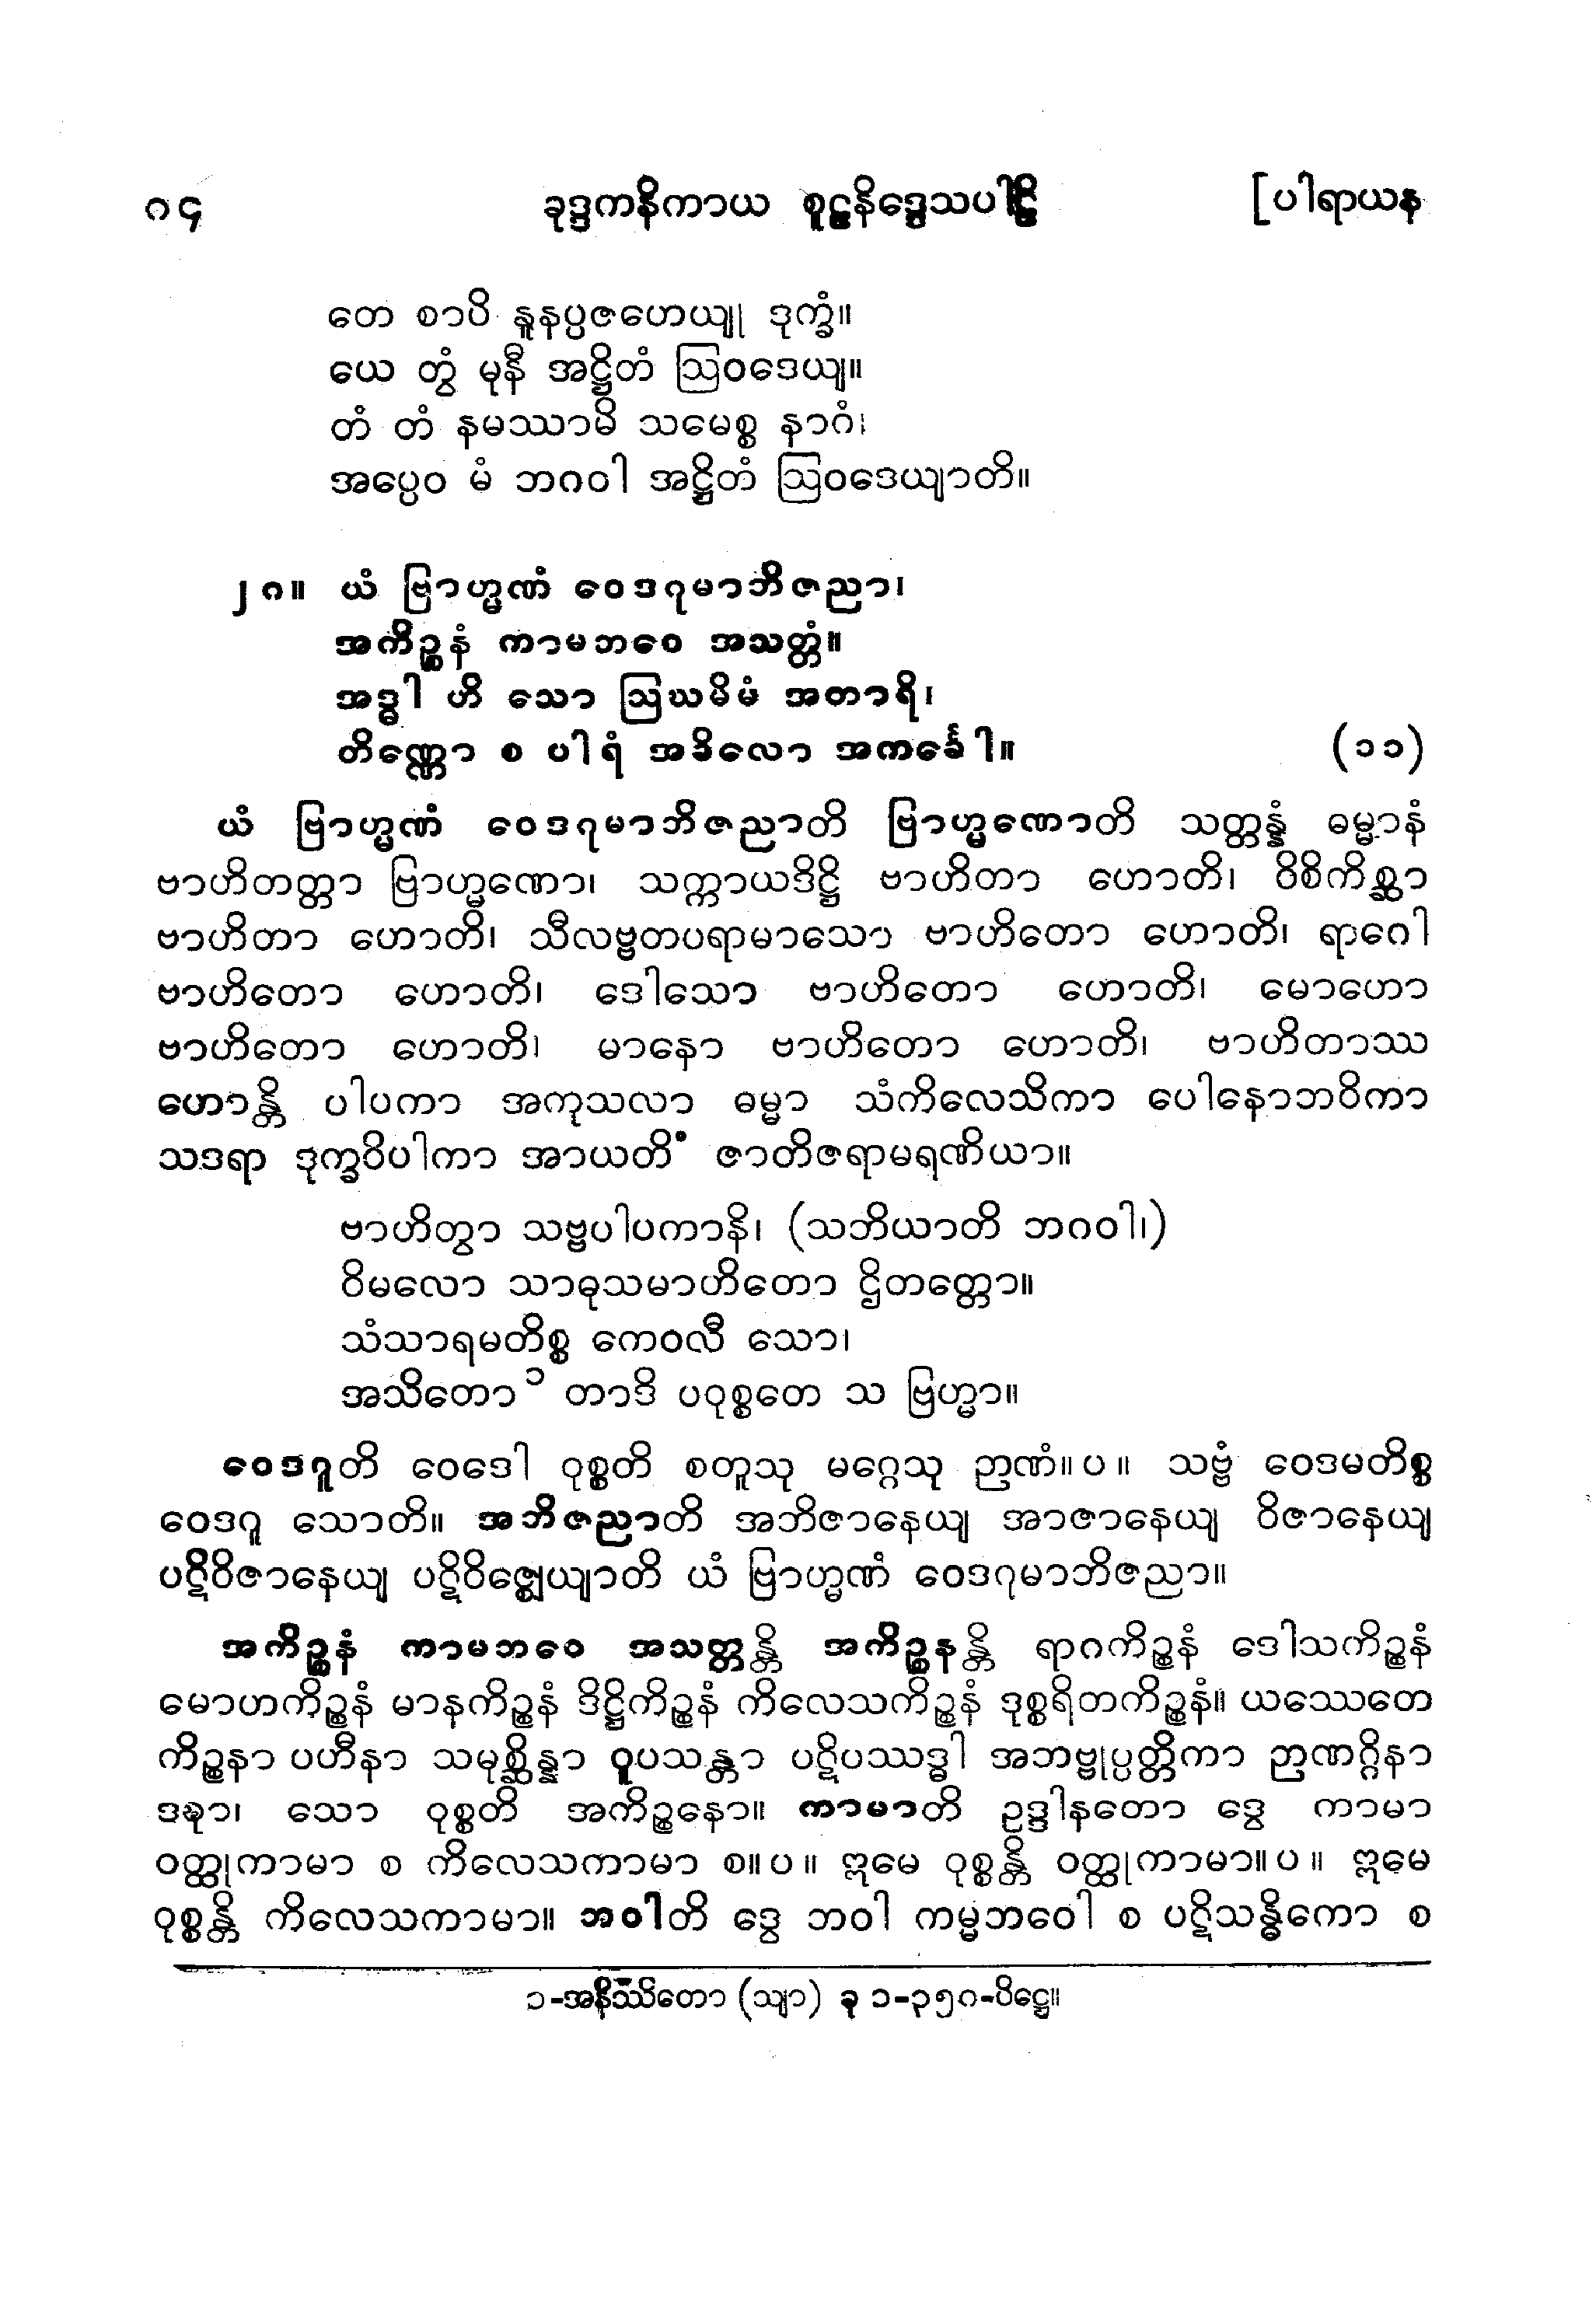 ၈၄ ခုဒ္ဒကနိကာယ စူဠနိဒ္ဒေသပါဠိ [ပါရာယန
တေ စာပိ နူနပ္ပဇဟေယျု ဒုက္ခံ။
ယေ တွံ မုနီ အဋ္ဌိတံ ဩဝဒေယျ။
တံ တံ နမဿာမိ သမေစ္စ နာဂံ၊
အပ္ပေဝ မံ ဘဂဝါ အဋ္ဌိတံ ဩဝဒေယျာတိ။
၂၈။ ယံ ဗြာဟ္မဏံ ဝေဒဂုမာဘိဇညာ၊
အကိဉ္စနံ ကာမဘဝေ အသတ္တံ။
အဒ္ဓါ ဟိ သော ဩဃမိမံ အတာရိ၊
တိဏ္ဏော စ ပါရံ အခိလော အကင်္ခေါ။ (၁၁)
ယံ ဗြာဟ္မဏံ ဝေဒဂုမာဘိဇညာတိ ဗြာဟ္မဏောတိ သတ္တန္နံ ဓမ္မာနံ
ဗာဟိတတ္တာ ဗြာဟ္မဏော၊ သက္ကာယဒိဋ္ဌိ ဗာဟိတာ ဟောတိ၊ ဝိစိကိစ္ဆာ
ဗာဟိတာ ဟောတိ၊ သီလဗ္ဗတပရာမာသော ဗာဟိတော ဟောတိ၊ ရာဂေါ
ဗာဟိတော ဟောတိ၊ ဒေါသော ဗာဟိတော ဟောတိ၊ မောဟော
ဗာဟိတော ဟောတိ၊ မာနော ဗာဟိတော ဟောတိ၊ ဗာဟိတာဿ
ဟောန္တိ ပါပကာ အကုသလာ ဓမ္မာ သံကိလေသိကာ ပေါနောဘဝိကာ
သဒရာ ဒုက္ခဝိပါကာ အာယတိံ ဇာတိဇရာမရဏိယာ။
ဗာဟိတွာ သဗ္ဗပါပကာနိ၊ (သဘိယာတိ ဘဂဝါ၊)
ဝိမလော သာဓုသမာဟိတော ဌိတတ္တော။
သံသာရမတိစ္စ ကေဝလီ သော၊
အသိတော ၁ တာဒိ ပဝုစ္စတေ သ ဗြဟ္မာ။
ဝေဒဂူတိ ဝေဒေါ ဝုစ္စတိ စတူသု မဂ္ဂေသု ဉာဏံ။ပ။ သဗ္ဗံ ဝေဒမတိစ္စ
ဝေဒဂူ သောတိ။ အဘိဇညာတိ အဘိဇာနေယျ အာဇာနေယျ ဝိဇာနေယျ
ပဋိဝိဇာနေယျ ပဋိဝိဇ္ဈေယျာတိ ယံ ဗြာဟ္မဏံ ဝေဒဂုမာဘိဇညာ။
အကိဉ္စနံ ကာမဘဝေ အသတ္တန္တိ အကိဉ္စနန္တိ ရာဂကိဉ္စနံ ဒေါသကိဉ္စနံ
မောဟကိဉ္စနံ မာနကိဉ္စနံ ဒိဋ္ဌိကိဉ္စနံ ကိလေသကိဉ္စနံ ဒုစ္စရိတကိဉ္စနံ။ ယဿေတေ
ကိဉ္စနာ ပဟီနာ သမုစ္ဆိန္နာ ဝူပသန္တာ ပဋိပဿဒ္ဓါ အဘဗ္ဗုပ္ပတ္တိကာ ဉာဏဂ္ဂိနာ
ဒဍ္ဎာ၊ သော ဝုစ္စတိ အကိဉ္စနော။ ကာမာတိ ဥဒ္ဒါနတော ဒွေ ကာမာ
ဝတ္ထုကာမာ စ ကိလေသကာမာ စ။ပ။ ဣမေ ဝုစ္စန္တိ ဝတ္ထုကာမာ။ပ။ ဣမေ
ဝုစ္စန္တိ ကိလေသကာမာ။ ဘဝါတိ ဒွေ ဘဝါ ကမ္မဘဝေါ စ ပဋိသန္ဓိကော စ
၁-အနိဿိတော (သျာ) ခု ၁-၃၅၈-ပိဋ္ဌေ။